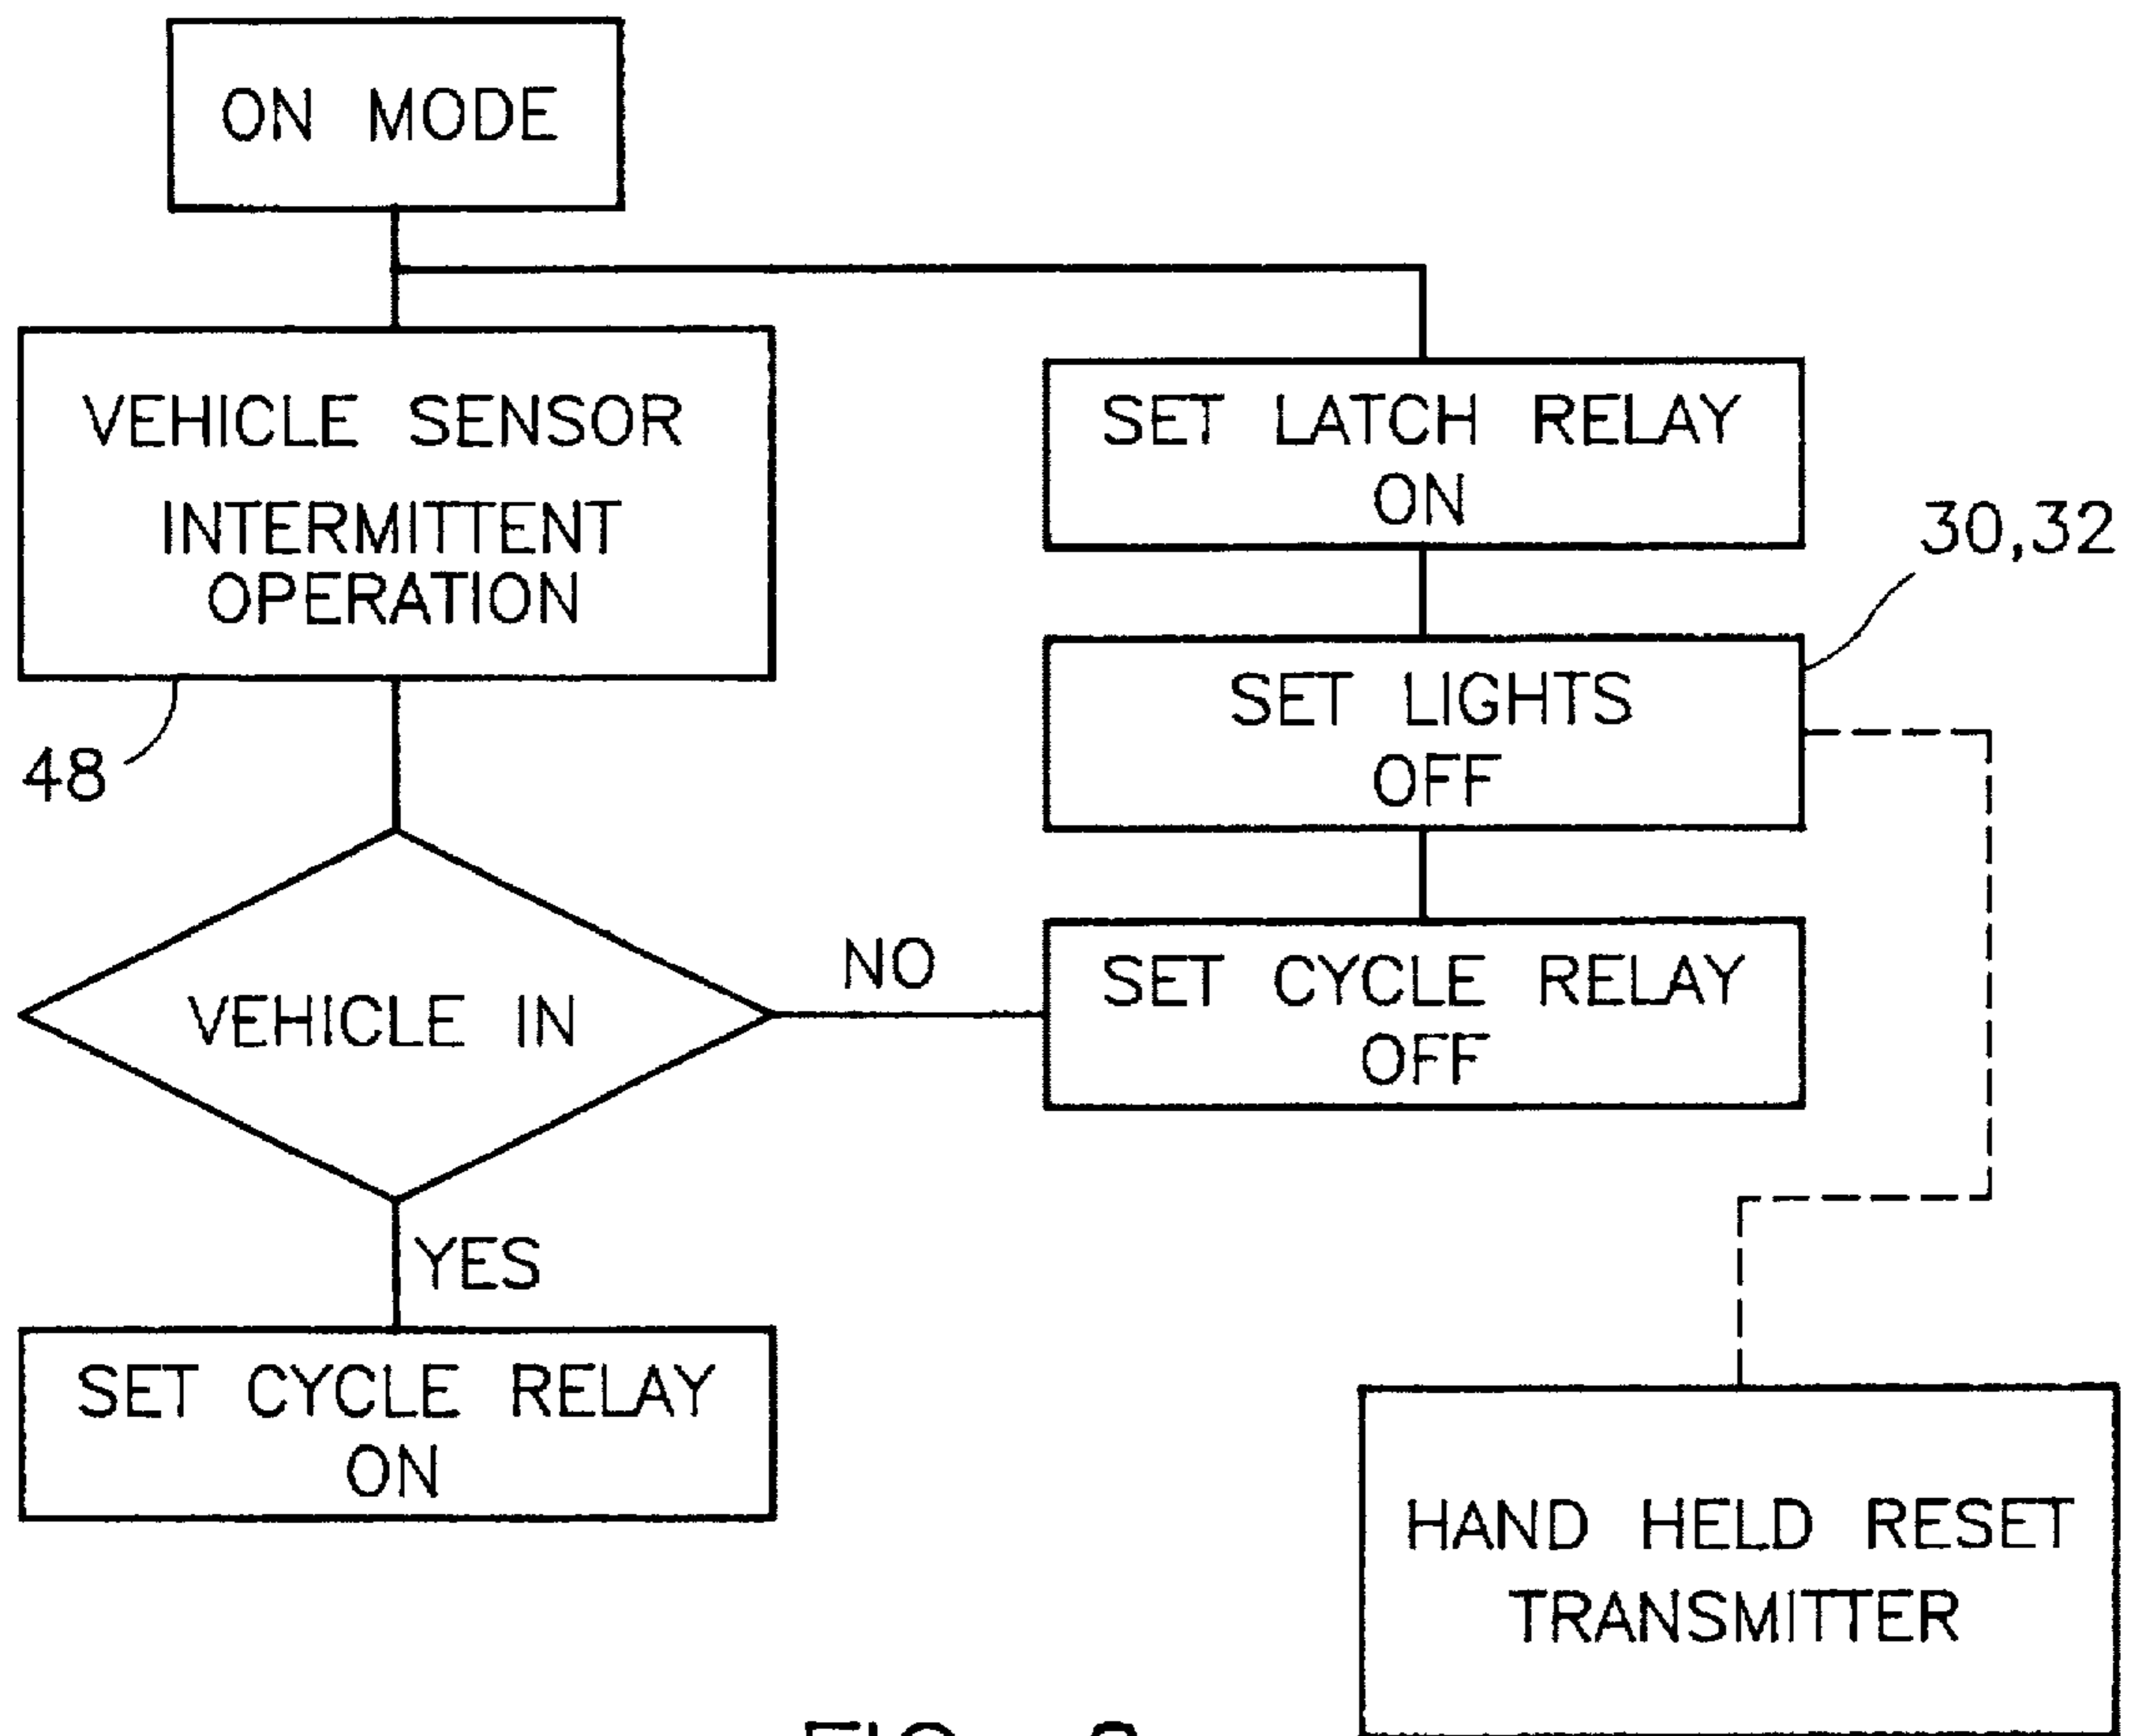 ON MODE
VEHICLE SENSOR
INTERMITTENT
OPERATION
48
SET LATCH RELAY
ON
30,32
SET LIGHTS
OFF
VEHICLE IN
NO
SET CYCLE RELAY
OFF
YES
SET CYCLE RELAY
ON
HAND HELD RESET
TRANSMITTER
FIG.